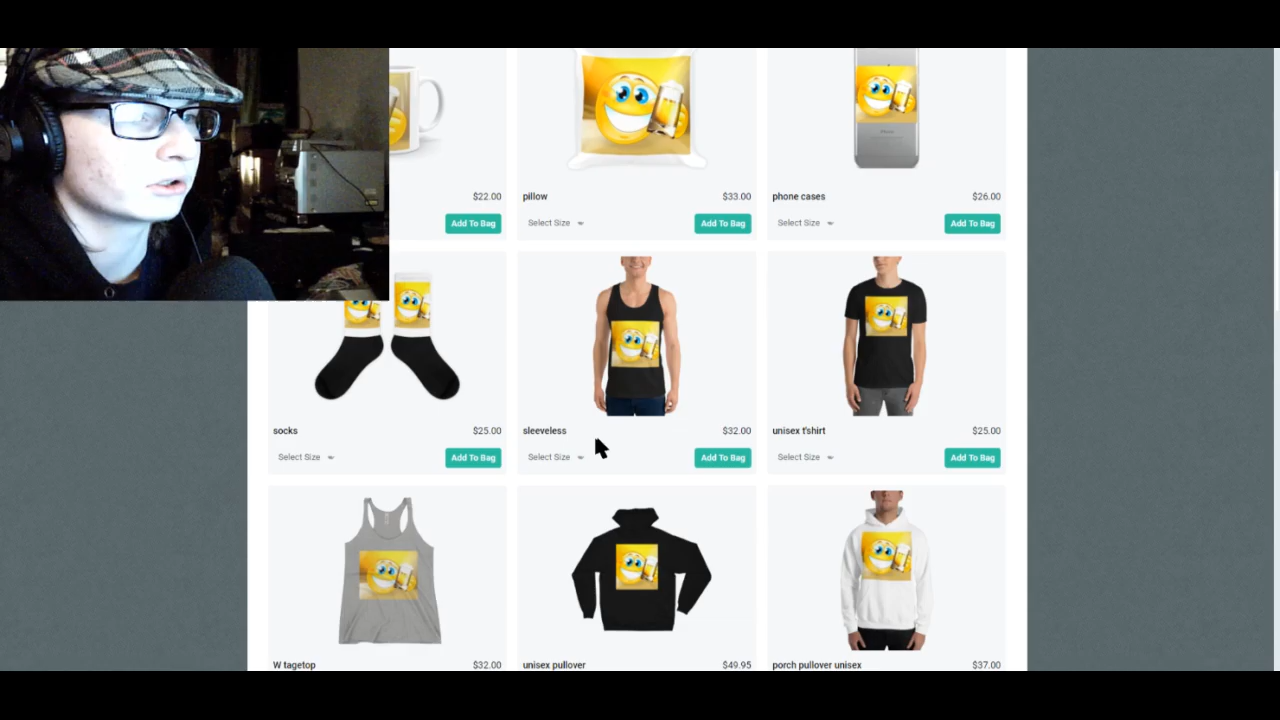 $22.00
pillow $33.00
phone cases $26.00
Add To Bag
Select Size Add To Bag
Select Size Add To Bag
socks $25.00
sleeveless $32.00
unisex t'shirt $25.00
Select Size Add To Bag
Select Size Add To Bag
Select Size Add To Bag
W tagetop $32.00
unisex pullover $49.95
porch pullover unisex $37.00